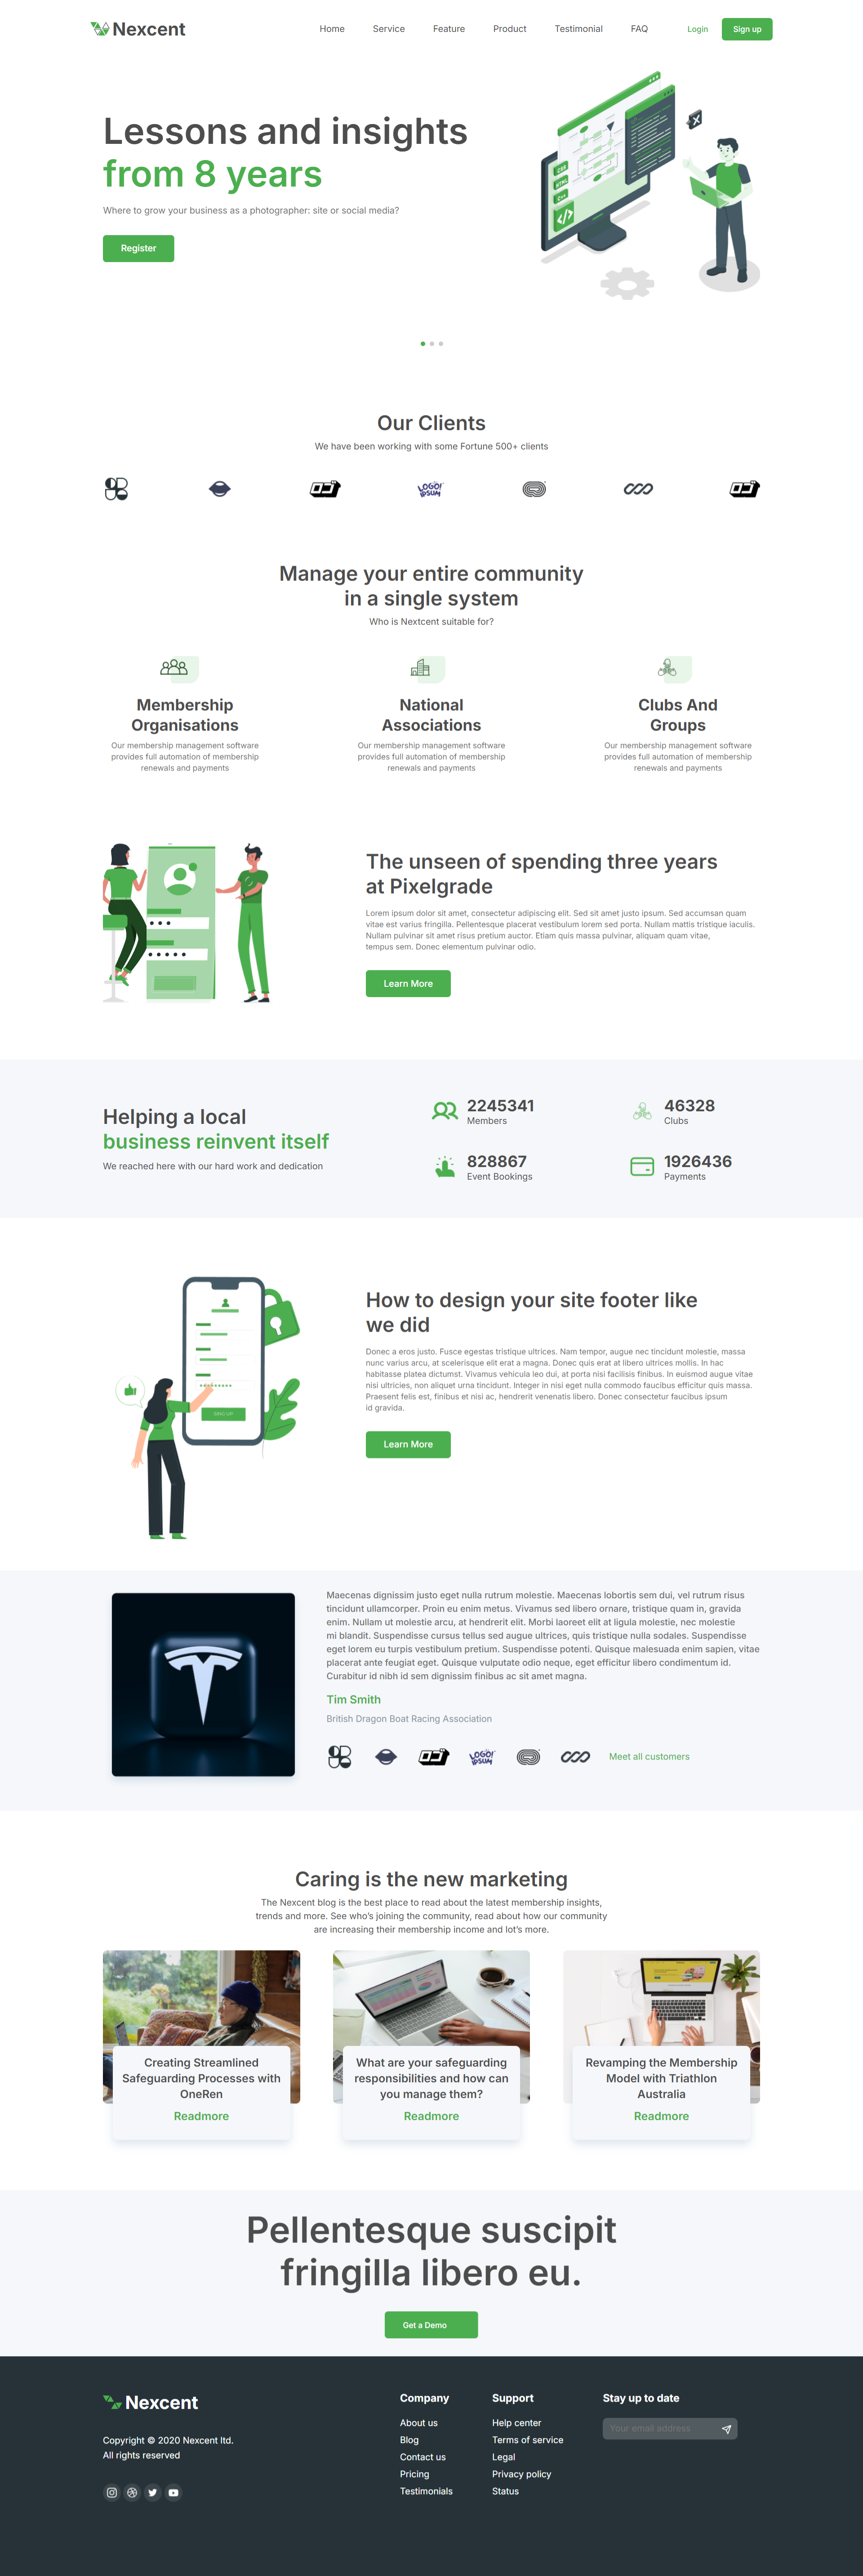 Nexcent
Home
Service
Feature
Product
Testimonial
FAQ
Login
Sign up
Lessons and insights
from 8 years
Where to grow your business as a photographer: site or social media?
Register
CSS
HTML
C++
</>
Our Clients
We have been working with some Fortune 500+ clients
LOGO!
IPSUM
Manage your entire community
in a single system
Who is Nextcent suitable for?
Membership
Organisations
Our membership management software
provides full automation of membership
renewals and payments
National
Associations
Our membership management software
provides full automation of membership
renewals and payments
Clubs And
Groups
Our membership management software
provides full automation of membership
renewals and payments
The unseen of spending three years
at Pixelgrade
Lorem ipsum dolor sit amet, consectetur adipiscing elit. Sed sit amet justo ipsum. Sed accumsan quam
vitae est varius fringilla. Pellentesque placerat vestibulum lorem sed porta. Nullam mattis tristique iaculis.
Nullam pulvinar sit amet risus pretium auctor. Etiam quis massa pulvinar, aliquam quam vitae,
tempus sem. Donec elementum pulvinar odio.
Learn More
Helping a local
business reinvent itself
We reached here with our hard work and dedication
2245341
Members
46328
Clubs
828867
Event Bookings
1926436
Payments
How to design your site footer like
we did
Donec a eros justo. Fusce egestas tristique ultrices. Nam tempor, augue nec tincidunt molestie, massa
nunc varius arcu, at scelerisque elit erat a magna. Donec quis erat at libero ultrices mollis. In hac
habitasse platea dictumst. Vivamus vehicula leo dui, at porta nisi facilisis finibus. In euismod augue vitae
nisi ultricies, non aliquet urna tincidunt. Integer in nisi eget nulla commodo faucibus efficitur quis massa.
Praesent felis est, finibus et nisi ac, hendrerit venenatis libero. Donec consectetur faucibus ipsum
id gravida.
Learn More
SING UP
Maecenas dignissim justo eget nulla rutrum molestie. Maecenas lobortis sem dui, vel rutrum risus
tincidunt ullamcorper. Proin eu enim metus. Vivamus sed libero ornare, tristique quam in, gravida
enim. Nullam ut molestie arcu, at hendrerit elit. Morbi laoreet elit at ligula molestie, nec molestie
mi blandit. Suspendisse cursus tellus sed augue ultrices, quis tristique nulla sodales. Suspendisse
eget lorem eu turpis vestibulum pretium. Suspendisse potenti. Quisque malesuada enim sapien, vitae
placerat ante feugiat eget. Quisque vulputate odio neque, eget efficitur libero condimentum id.
Curabitur id nibh id sem dignissim finibus ac sit amet magna.
Tim Smith
British Dragon Boat Racing Association
LOGO!
IPSUM
Meet all customers
Caring is the new marketing
The Nexcent blog is the best place to read about the latest membership insights,
trends and more. See who's joining the community, read about how our community
are increasing their membership income and lot's more.
Creating Streamlined
Safeguarding Processes with
OneRen
Readmore
What are your safeguarding
responsibilities and how can
you manage them?
Readmore
Revamping the Membership
Model with Triathlon
Australia
Readmore
Pellentesque suscipit
fringilla libero eu.
Get a Demo
Nexcent
Copyright © 2020 Nexcent ltd.
All rights reserved
Company
About us
Blog
Contact us
Pricing
Testimonials
Support
Help center
Terms of service
Legal
Privacy policy
Status
Stay up to date
Your email address